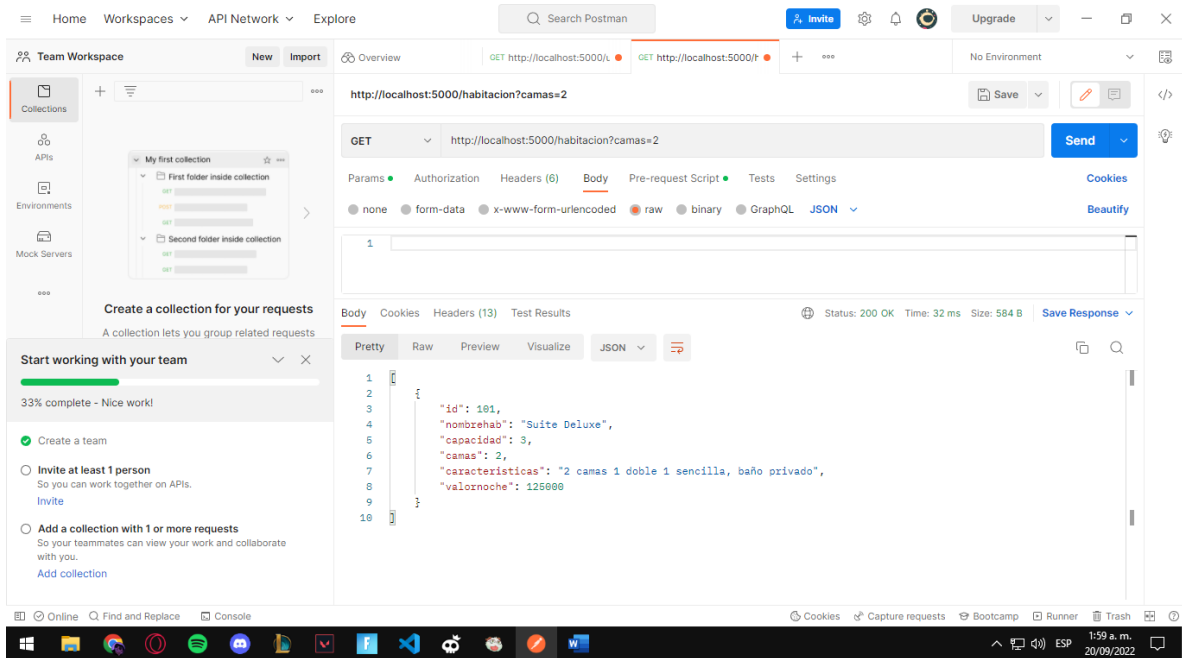 Home Workspaces API Network Explore Search Postman Invite Upgrade
Team Workspace New Import Overview GET http://localhost:5000/u GET http://localhost:5000/h No Environment
Collections
APIs
Environments
Mock Servers
My first collection
First folder inside collection
GET
POST
GET
Second folder inside collection
GET
GET
Create a collection for your requests
A collection lets you group related requests
Start working with your team
33% complete - Nice work!
Create a team
Invite at least 1 person
So you can work together on APIs.
Invite
Add a collection with 1 or more requests
So your teammates can view your work and collaborate
with you.
Add collection
http://localhost:5000/habitacion?camas=2 Save
GET http://localhost:5000/habitacion?camas=2 Send
Params Authorization Headers (6) Body Pre-request Script Tests Settings Cookies
none form-data x-www-form-urlencoded raw binary GraphQL JSON Beautify
1
Body Cookies Headers (13) Test Results Status: 200 OK Time: 32 ms Size: 584 B Save Response
Pretty Raw Preview Visualize JSON
1 [
2 {
3 "id": 101,
4 "nombrehab": "Suite Deluxe",
5 "capacidad": 3,
6 "camas": 2,
7 "caracteristicas": "2 camas 1 doble 1 sencilla, baño privado",
8 "valornoche": 125000
9 }
10 ]
Online Find and Replace Console Cookies Capture requests Bootcamp Runner Trash
ESP 1:59 a. m.
20/09/2022